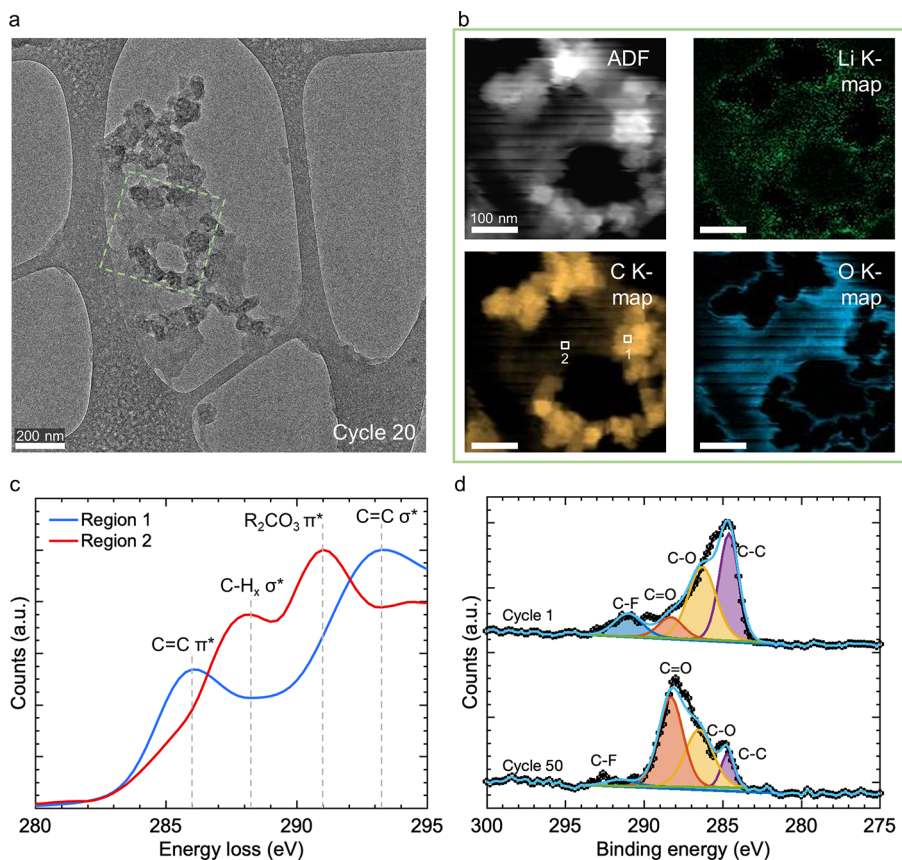 a
200 nm
Cycle 20
b
ADF
100 nm
Li K-
map
C K-
map
1
2
O K-
map
c
Region 1
Region 2
C=C π*
C-Hₓ σ*
R₂CO₃ π*
C=C σ*
Counts (a.u.)
280
285
290
295
Energy loss (eV)
d
C-F
C=O
C-O
C-C
Cycle 1
C=O
C-F
C-O
C-C
Cycle 50
Counts (a.u.)
300
295
290
285
280
275
Binding energy (eV)